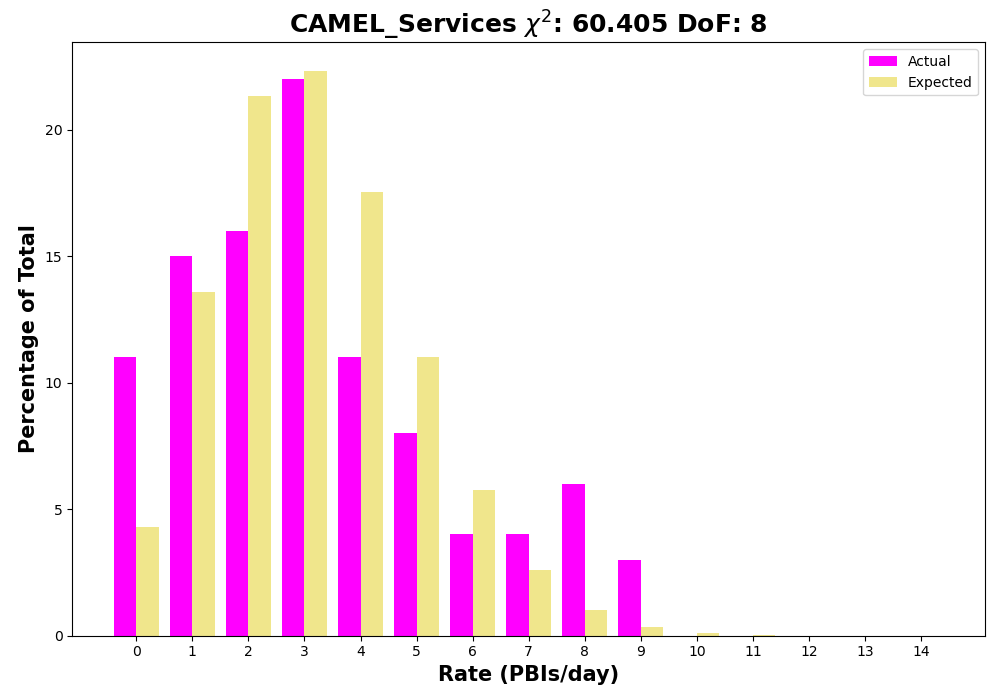 CAMEL_Services χ²: 60.405 DoF: 8
Actual
Expected
Percentage of Total
20
15
10
5
0
0 1 2 3 4 5 6 7 8 9 10 11 12 13 14
Rate (PBIs/day)